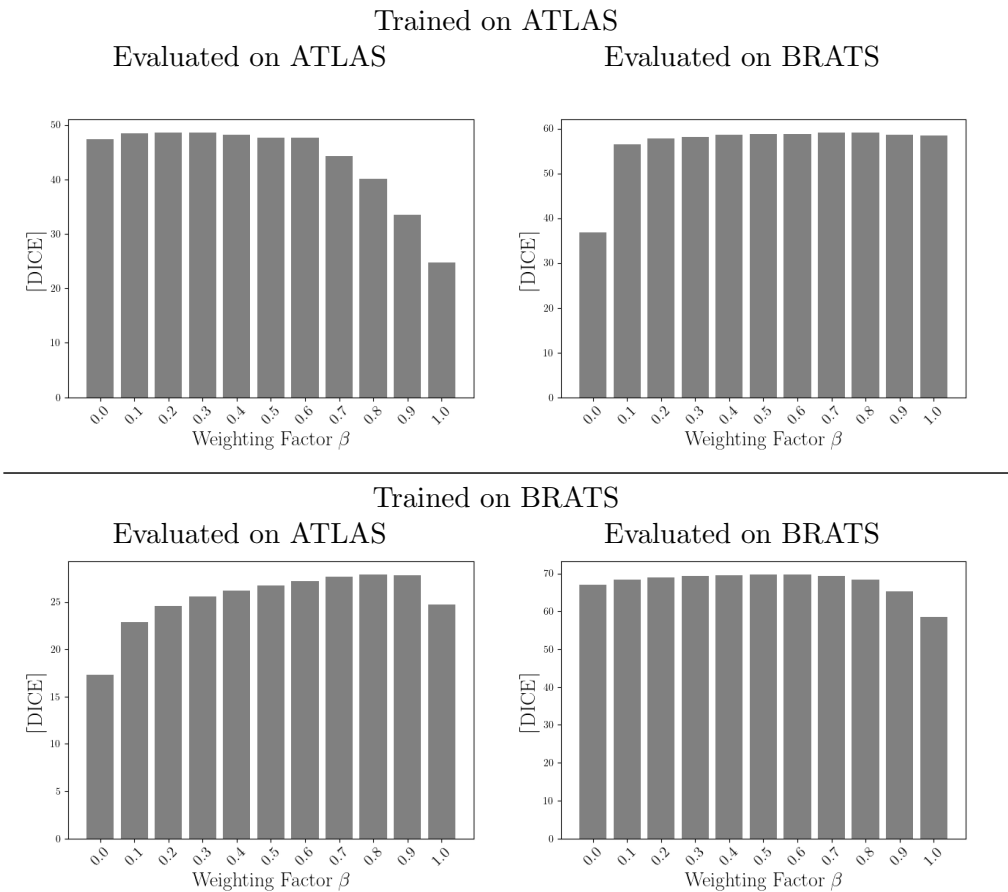 Trained on ATLAS
Evaluated on ATLAS
Evaluated on BRATS
50
40
30
20
10
0
⌈DICE⌉
0.0 0.1 0.2 0.3 0.4 0.5 0.6 0.7 0.8 0.9 1.0
Weighting Factor β
60
50
40
30
20
10
0
⌈DICE⌉
0.0 0.1 0.2 0.3 0.4 0.5 0.6 0.7 0.8 0.9 1.0
Weighting Factor β
Trained on BRATS
Evaluated on ATLAS
Evaluated on BRATS
25
20
15
10
5
0
⌈DICE⌉
0.0 0.1 0.2 0.3 0.4 0.5 0.6 0.7 0.8 0.9 1.0
Weighting Factor β
70
60
50
40
30
20
10
0
⌈DICE⌉
0.0 0.1 0.2 0.3 0.4 0.5 0.6 0.7 0.8 0.9 1.0
Weighting Factor β